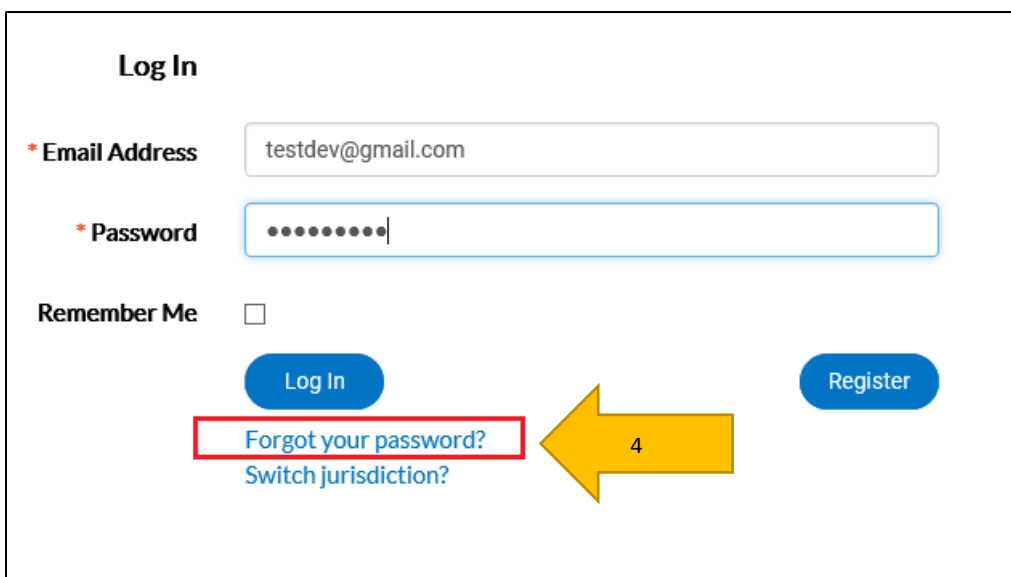 Log In
* Email Address
testdev@gmail.com
* Password
•••••••••
Remember Me
Log In
Register
Forgot your password?
4
Switch jurisdiction?